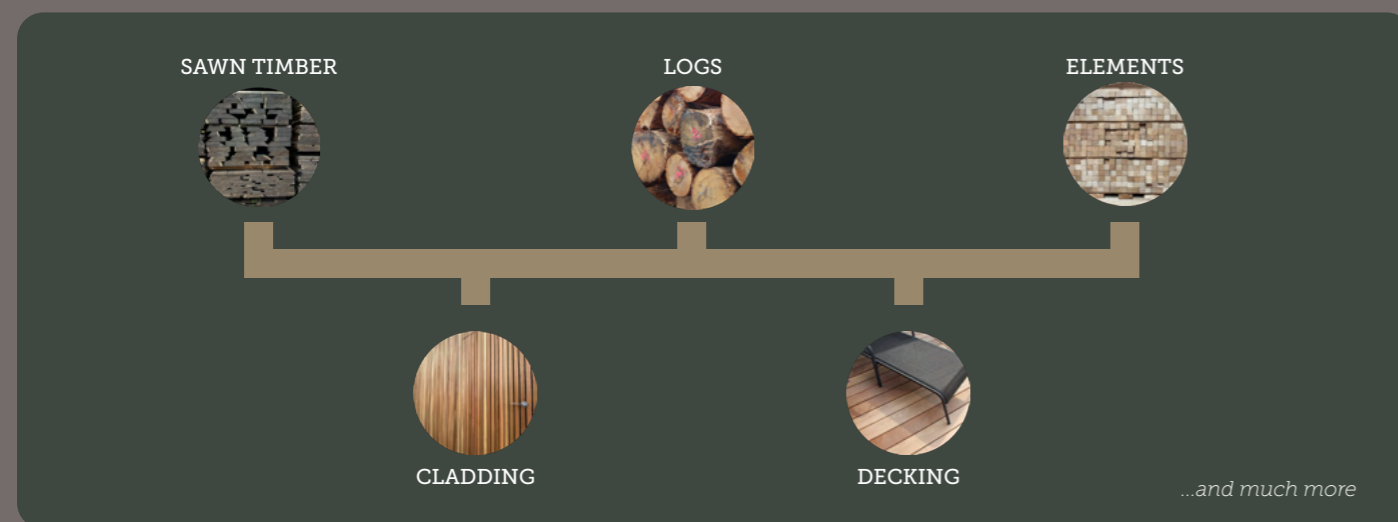 SAWN TIMBER
LOGS
ELEMENTS
CLADDING
DECKING
...and much more